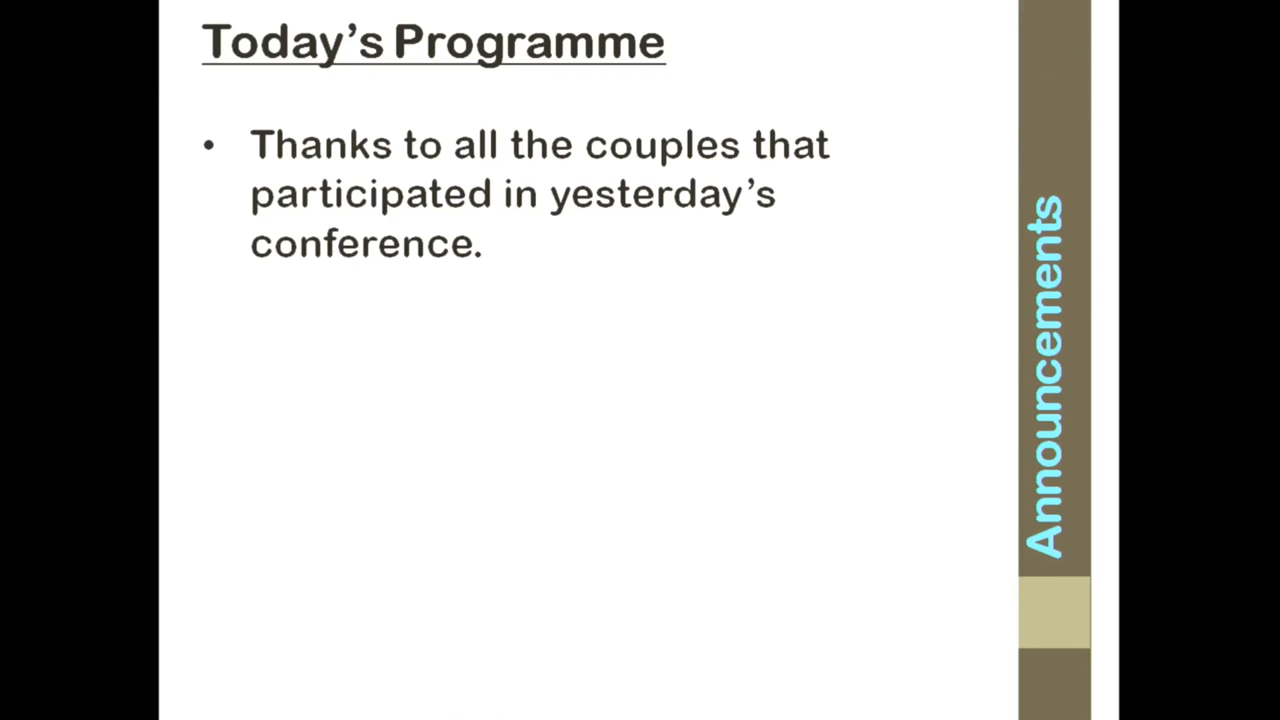 Today’s Programme
• Thanks to all the couples that
participated in yesterday’s
conference.
Announcements